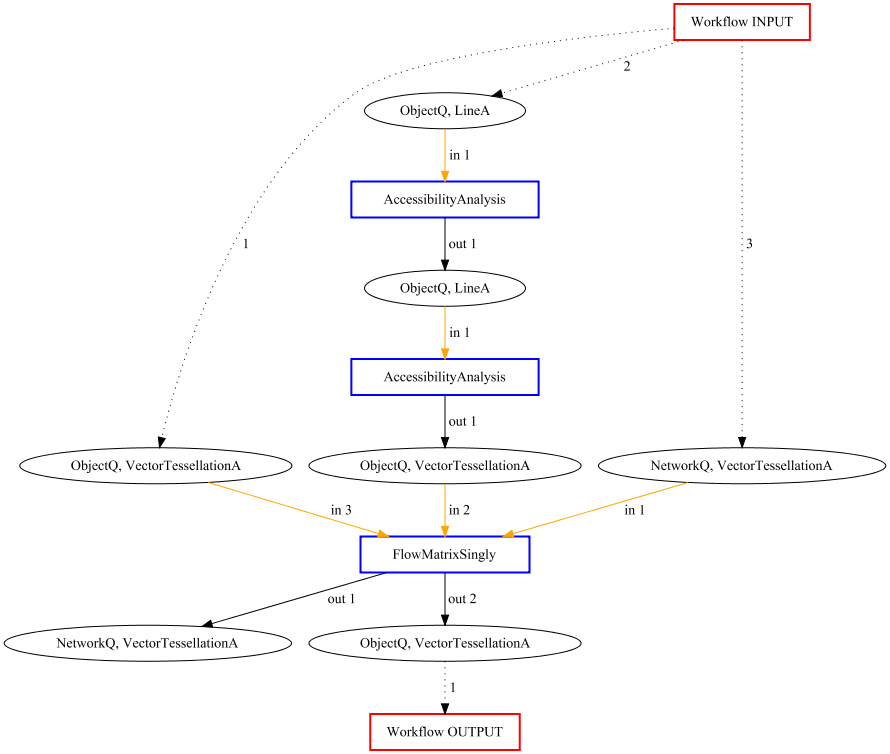 Workflow INPUT
2
ObjectQ, LineA
in 1
AccessibilityAnalysis
1
out 1
3
ObjectQ, LineA
in 1
AccessibilityAnalysis
out 1
ObjectQ, VectorTessellationA
ObjectQ, VectorTessellationA
NetworkQ, VectorTessellationA
in 3
in 2
in 1
FlowMatrixSingly
out 1
out 2
NetworkQ, VectorTessellationA
ObjectQ, VectorTessellationA
1
Workflow OUTPUT